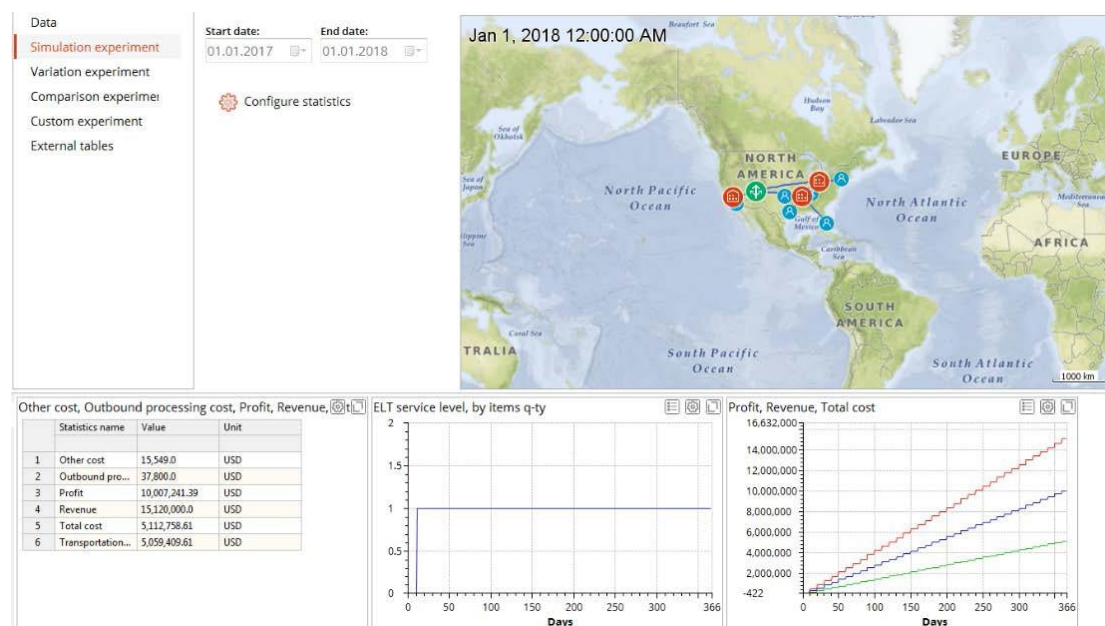 Data
Simulation experiment
Variation experiment
Comparison experimen
Custom experiment
External tables
Start date:
End date:
01.01.2017
01.01.2018
Configure statistics
Jan 1, 2018 12:00:00 AM
Beaufort Sea
Hudson
Bay
Labrador Sea
Sea of
Okhotsk
Sea of
Japan
NORTH
AMERICA
EUROPE
North Pacific
Ocean
North Atlantic
Ocean
Mediterranean
Sea
Gulf of
Mexico
ilippine
Sea
Caribbean
Sea
AFRICA
SOUTH
AMERICA
Coral Sea
TRALIA
South Pacific
Ocean
South Atlantic
Ocean
1000 km
Other cost, Outbound processing cost, Profit, Revenue,
Statistics name Value Unit
1 Other cost 15,549.0 USD
2 Outbound pro... 37,800.0 USD
3 Profit 10,007,241.39 USD
4 Revenue 15,120,000.0 USD
5 Total cost 5,112,758.61 USD
6 Transportation... 5,059,409.61 USD
ELT service level, by items q-ty
2
1.5
1
0.5
0
0 50 100 150 200 250 300 366
Days
Profit, Revenue, Total cost
16,632,000
14,000,000
12,000,000
10,000,000
8,000,000
6,000,000
4,000,000
2,000,000
-422
0 50 100 150 200 250 300 366
Days